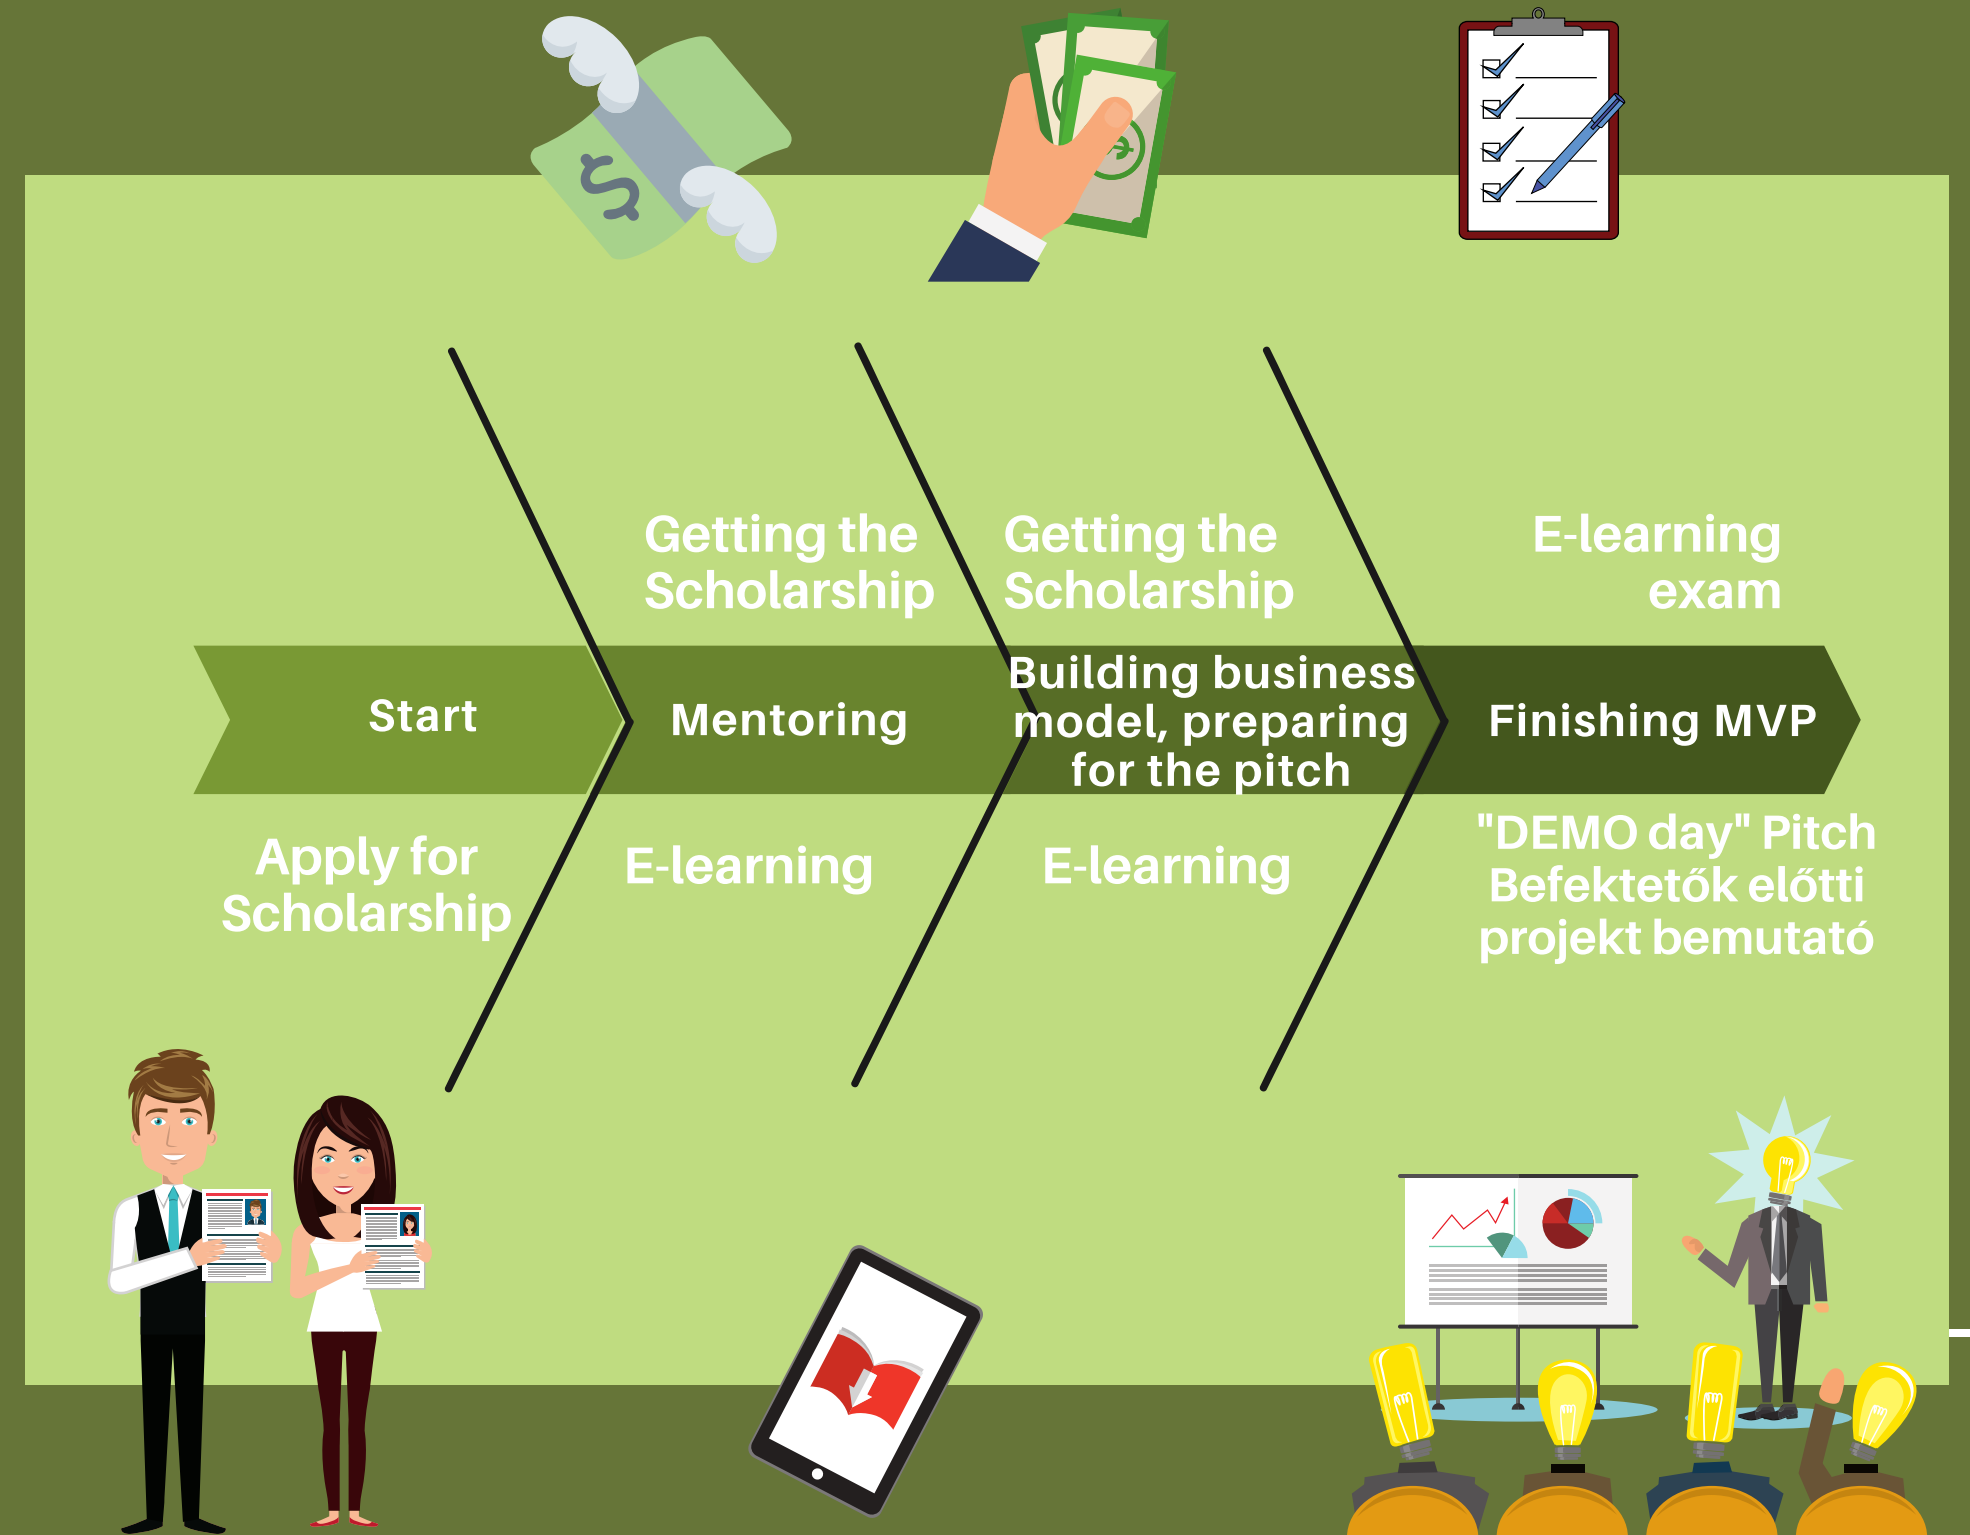 Getting the
Scholarship
Getting the
Scholarship
E-learning
exam
Start
Mentoring
Building business
model, preparing
for the pitch
Finishing MVP
Apply for
Scholarship
E-learning
E-learning
"DEMO day" Pitch
Befektetők előtti
projekt bemutató